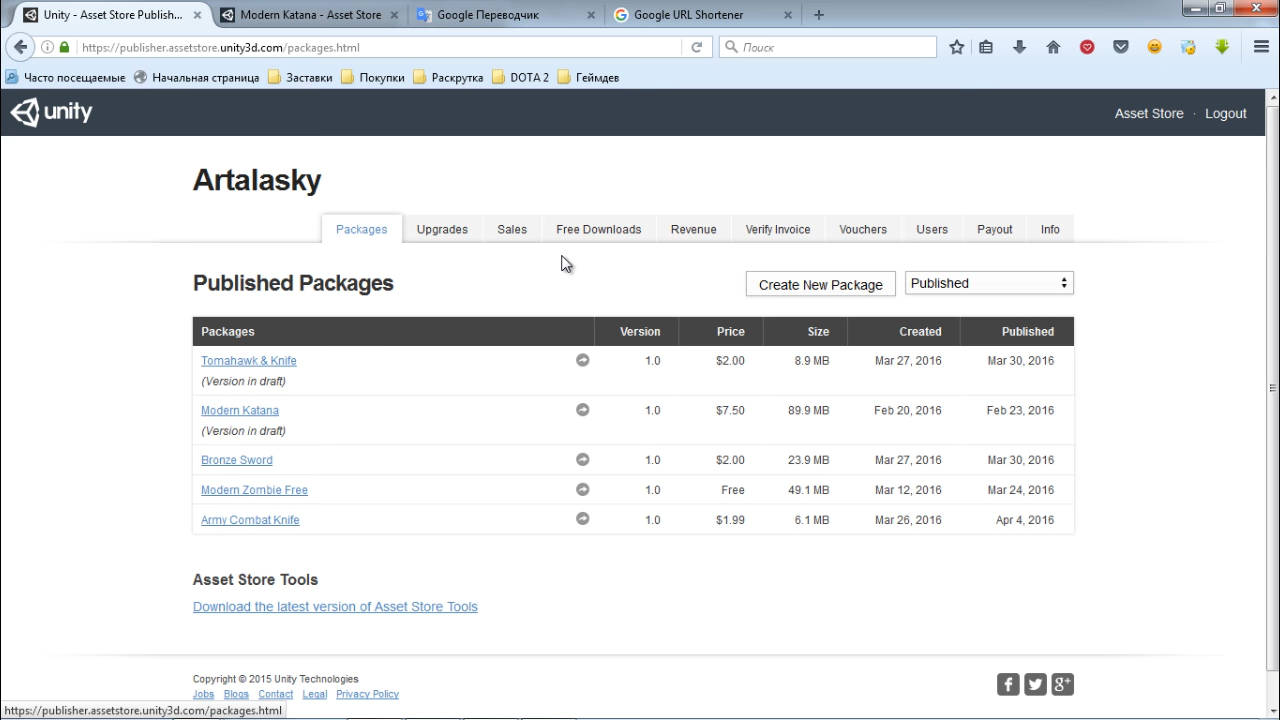 Unity - Asset Store Publish...
Modern Katana - Asset Store
Google Переводчик
Google URL Shortener
https://publisher.assetstore.unity3d.com/packages.html
Поиск
Часто посещаемые
Начальная страница
Заставки
Покупки
Раскрутка
DOTA 2
Геймдев
unity
Asset Store · Logout
Artalasky
Packages Upgrades Sales Free Downloads Revenue Verify Invoice Vouchers Users Payout Info
Published Packages
Create New Package
Published
Packages Version Price Size Created Published
Tomahawk & Knife 1.0 $2.00 8.9 MB Mar 27, 2016 Mar 30, 2016
(Version in draft)
Modern Katana 1.0 $7.50 89.9 MB Feb 20, 2016 Feb 23, 2016
(Version in draft)
Bronze Sword 1.0 $2.00 23.9 MB Mar 27, 2016 Mar 30, 2016
Modern Zombie Free 1.0 Free 49.1 MB Mar 12, 2016 Mar 24, 2016
Army Combat Knife 1.0 $1.99 6.1 MB Mar 26, 2016 Apr 4, 2016
Asset Store Tools
Download the latest version of Asset Store Tools
Copyright © 2015 Unity Technologies
Jobs Blogs Contact Legal Privacy Policy
https://publisher.assetstore.unity3d.com/packages.html